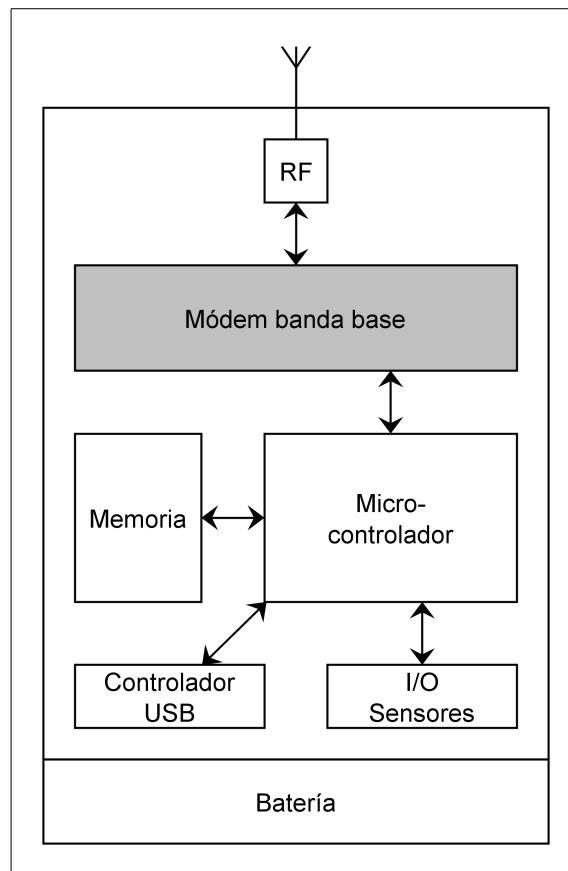 RF
Módem banda base
Memoria
Micro-
controlador
Controlador
USB
I/O
Sensores
Batería